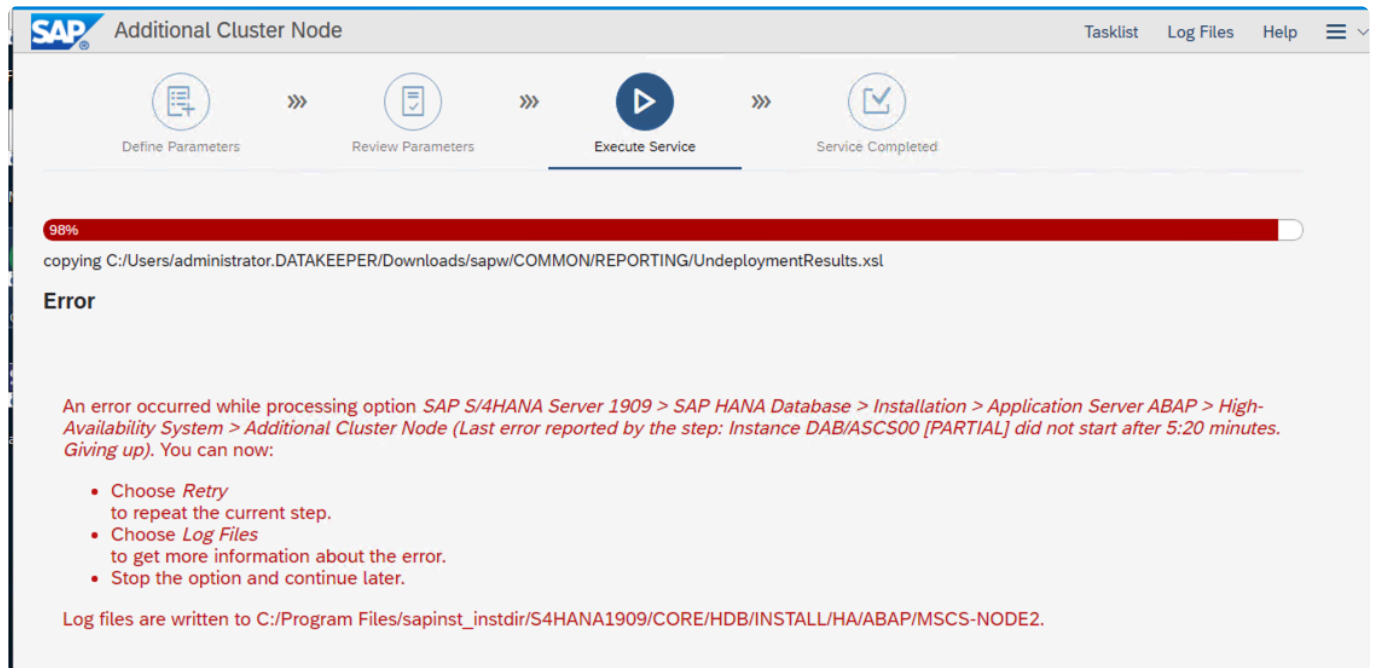 SAP® Additional Cluster Node Tasklist Log Files Help
Define Parameters Review Parameters Execute Service Service Completed
98%
copying C:/Users/administrator.DATAKEEPER/Downloads/sapw/COMMON/REPORTING/UndeploymentResults.xsl
Error
An error occurred while processing option SAP S/4HANA Server 1909 > SAP HANA Database > Installation > Application Server ABAP > High-
Availability System > Additional Cluster Node (Last error reported by the step: Instance DAB/ASCS00 [PARTIAL] did not start after 5:20 minutes.
Giving up). You can now:
• Choose Retry
to repeat the current step.
• Choose Log Files
to get more information about the error.
• Stop the option and continue later.
Log files are written to C:/Program Files/sapinst_instdir/S4HANA1909/CORE/HDB/INSTALL/HA/ABAP/MSCS-NODE2.